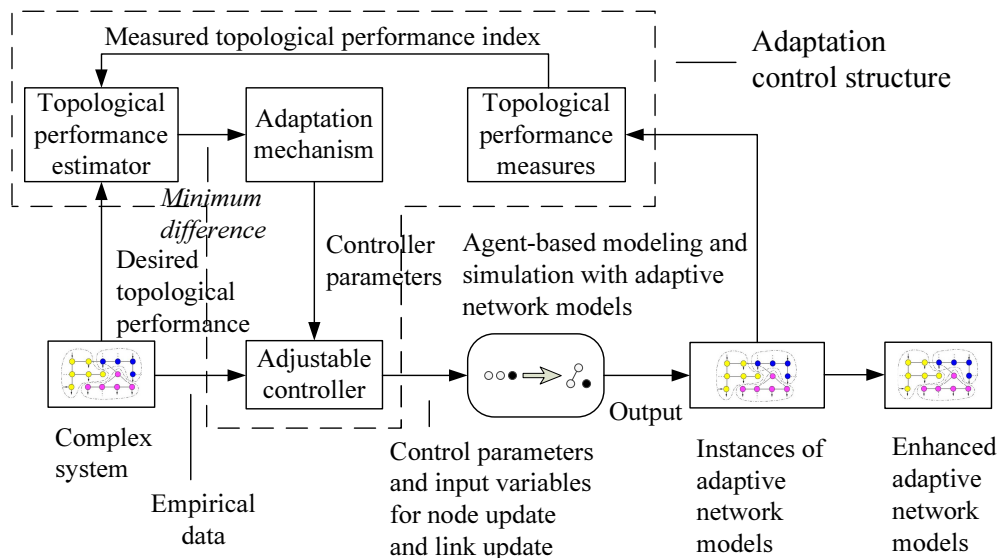 Measured topological performance index
Adaptation
control structure
Topological
performance
estimator
Adaptation
mechanism
Topological
performance
measures
Minimum
difference
Desired
topological
performance
Controller
parameters
Agent-based modeling and
simulation with adaptive
network models
Adjustable
controller
Output
Complex
system
Empirical
data
Control parameters
and input variables
for node update
and link update
Instances of
adaptive
network
models
Enhanced
adaptive
network
models